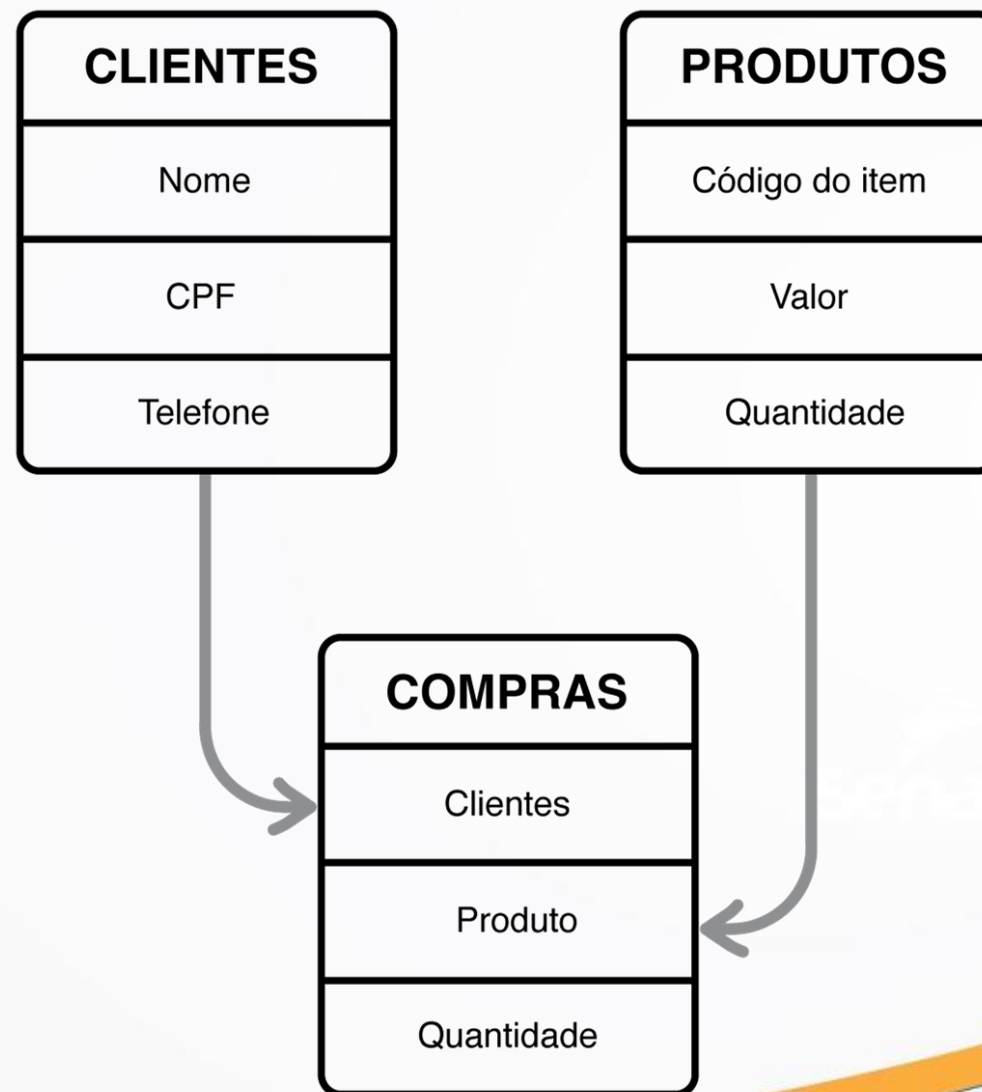 CLIENTES
Nome
CPF
Telefone
PRODUTOS
Código do item
Valor
Quantidade
COMPRAS
Clientes
Produto
Quantidade